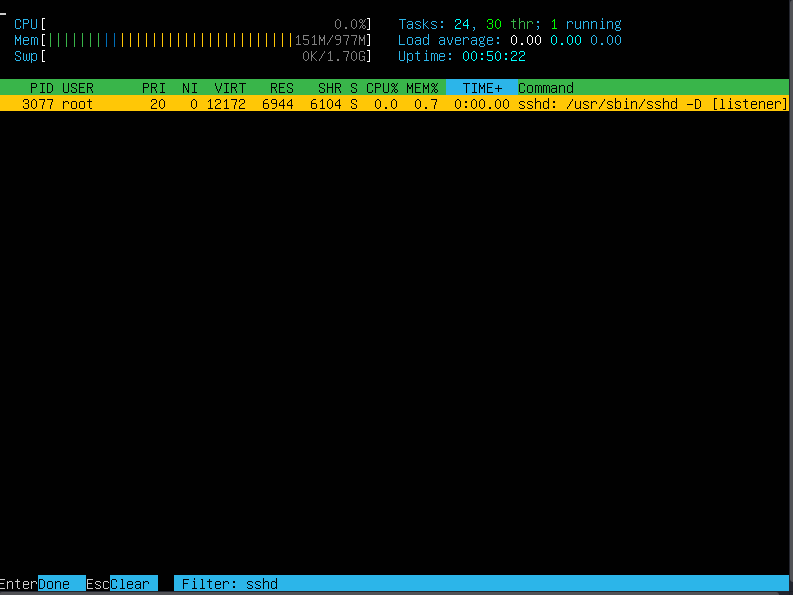 CPU[ 0.0%] Tasks: 24, 30 thr; 1 running
Mem[||||||||||||||||||||||||||||||||151M/977M] Load average: 0.00 0.00 0.00
Swp[ 0K/1.70G] Uptime: 00:50:22
PID USER PRI NI VIRT RES SHR S CPU% MEM% TIME+ Command
3077 root 20 0 12172 6944 6104 S 0.0 0.7 0:00.00 sshd: /usr/sbin/sshd -D [listener]
EnterDone EscClear Filter: sshd